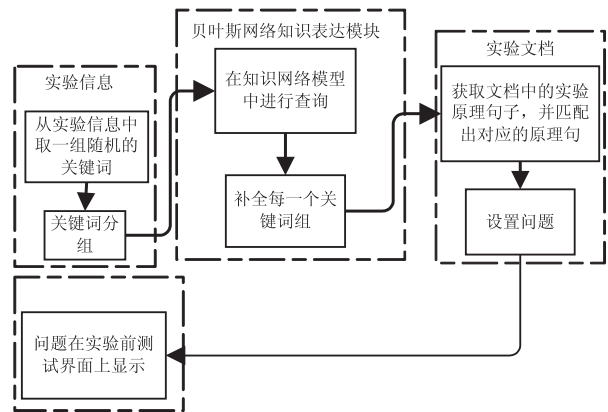 实验信息
从实验信息中
取一组随机的
关键词
关键词分
组
贝叶斯网络知识表达模块
在知识网络模型
中进行查询
补全每一个关
键词组
实验文档
获取文档中的实验
原理句子，并匹配
出对应的原理句
设置问题
问题在实验前测
试界面上显示